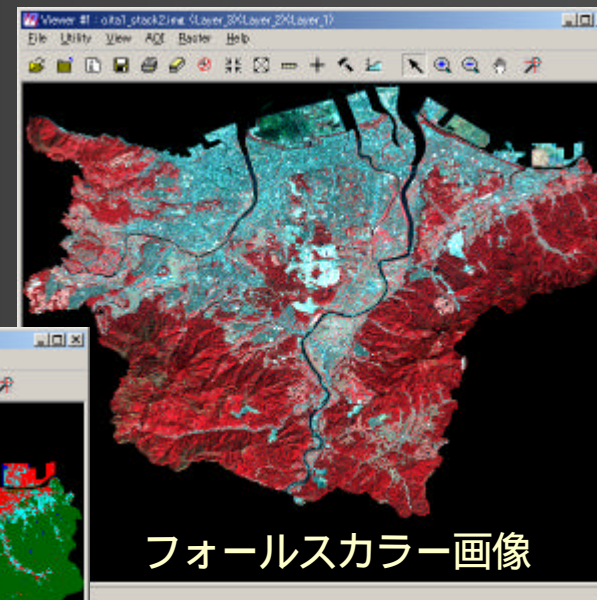 Viewer #1 : oita1_stack2.img (:Layer_3)(:Layer_2)(:Layer_1)
File Utility View AOI Raster Help
フォールスカラー画像